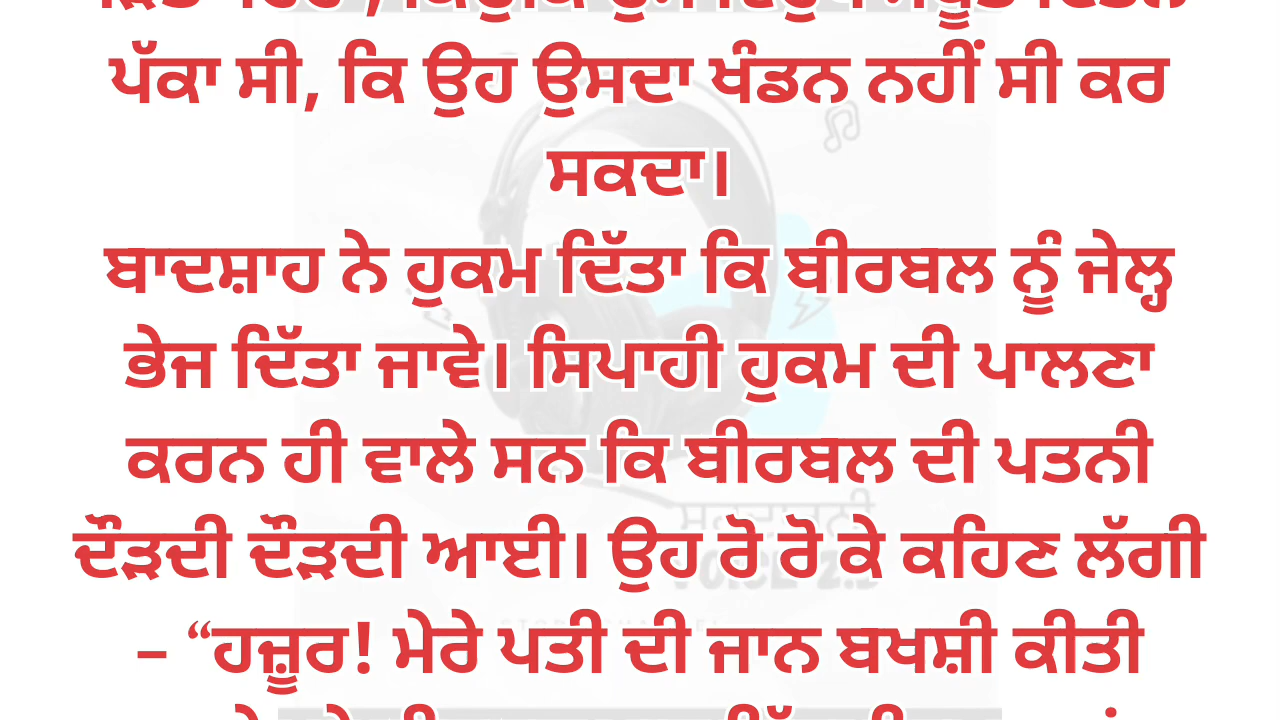 ਪੱਕਾ ਸੀ, ਕਿ ਉਹ ਉਸਦਾ ਖੰਡਨ ਨਹੀਂ ਸੀ ਕਰ
ਸਕਦਾ।
ਬਾਦਸ਼ਾਹ ਨੇ ਹੁਕਮ ਦਿੱਤਾ ਕਿ ਬੀਰਬਲ ਨੂੰ ਜੇਲ੍ਹ
ਭੇਜ ਦਿੱਤਾ ਜਾਵੇ। ਸਿਪਾਹੀ ਹੁਕਮ ਦੀ ਪਾਲਣਾ
ਕਰਨ ਹੀ ਵਾਲੇ ਸਨ ਕਿ ਬੀਰਬਲ ਦੀ ਪਤਨੀ
ਦੌੜਦੀ ਦੌੜਦੀ ਆਈ। ਉਹ ਰੋ ਰੋ ਕੇ ਕਹਿਣ ਲੱਗੀ
– “ਹਜ਼ੂਰ! ਮੇਰੇ ਪਤੀ ਦੀ ਜਾਨ ਬਖਸ਼ੀ ਕੀਤੀ